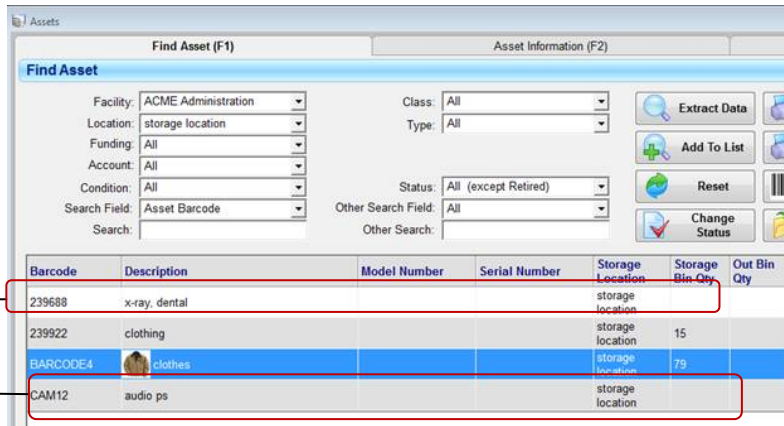 Assets
Find Asset (F1) Asset Information (F2)
Find Asset
Facility: ACME Administration Class: All Extract Data
Location: storage location Type: All
Funding: All Add To List
Account: All
Condition: All Status: All (except Retired) Reset
Search Field: Asset Barcode Other Search Field: All
Search: Other Search: Change
Status
Barcode Description Model Number Serial Number Storage Location Storage Bin Qty Out Bin Qty
239688 x-ray, dental storage location
239922 clothing storage location 15
BARCODE4 clothes storage location 79
CAM12 audio ps storage location